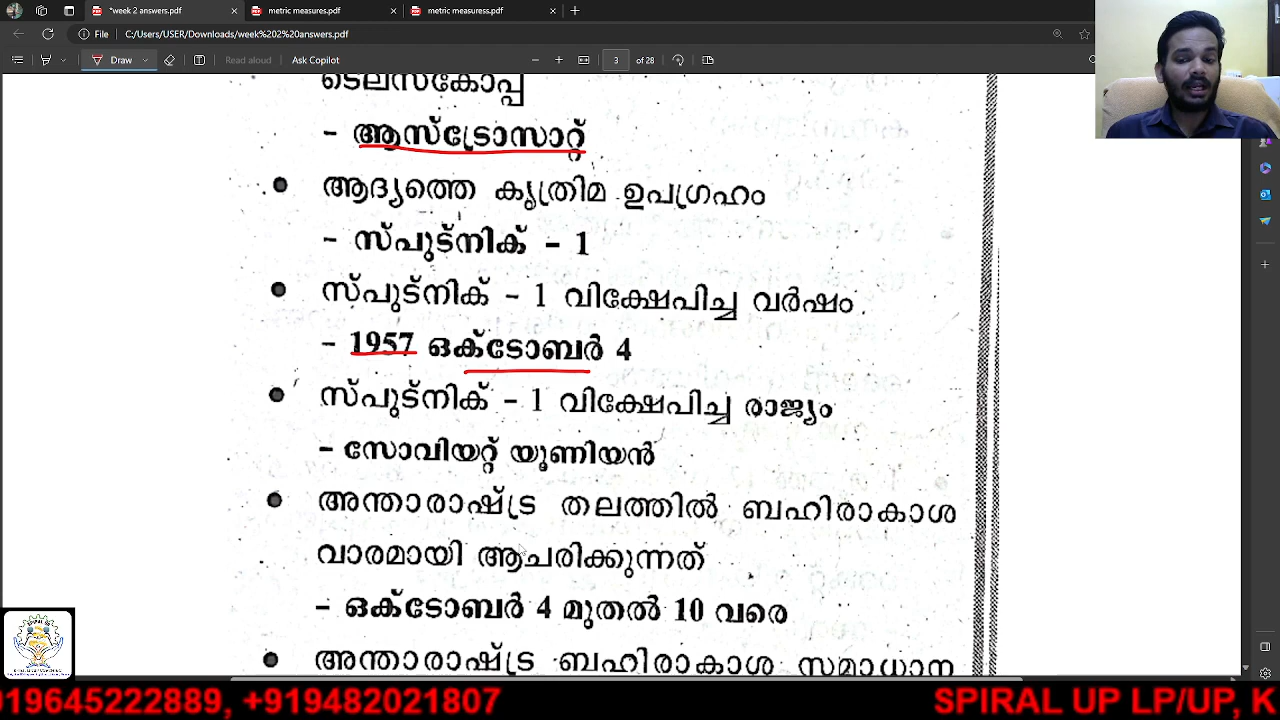 *week 2 answers.pdf
metric measures.pdf
metric measuress.pdf
File
C:/Users/USER/Downloads/week%202%20answers.pdf
Draw
Read aloud
Ask Copilot
3
of 28
ടെലസ്കോപ്പ്
- ആസ്ട്രോസാറ്റ്
ആദ്യത്തെ കൃത്രിമ ഉപഗ്രഹം
- സ്പുട്നിക് - 1
സ്പുട്നിക് - 1 വിക്ഷേപിച്ച വർഷം
- 1957 ഒക്ടോബർ 4
സ്പുട്നിക് - 1 വിക്ഷേപിച്ച രാജ്യം
- സോവിയറ്റ് യൂണിയൻ
അന്താരാഷ്ട്ര തലത്തിൽ ബഹിരാകാശ
വാരമായി ആചരിക്കുന്നത്
- ഒക്ടോബർ 4 മുതൽ 10 വരെ
അന്താരാഷ്ട്ര ബഹിരാകാശ സമാധാന
919645222889, +919482021807
SPIRAL UP LP/UP, K